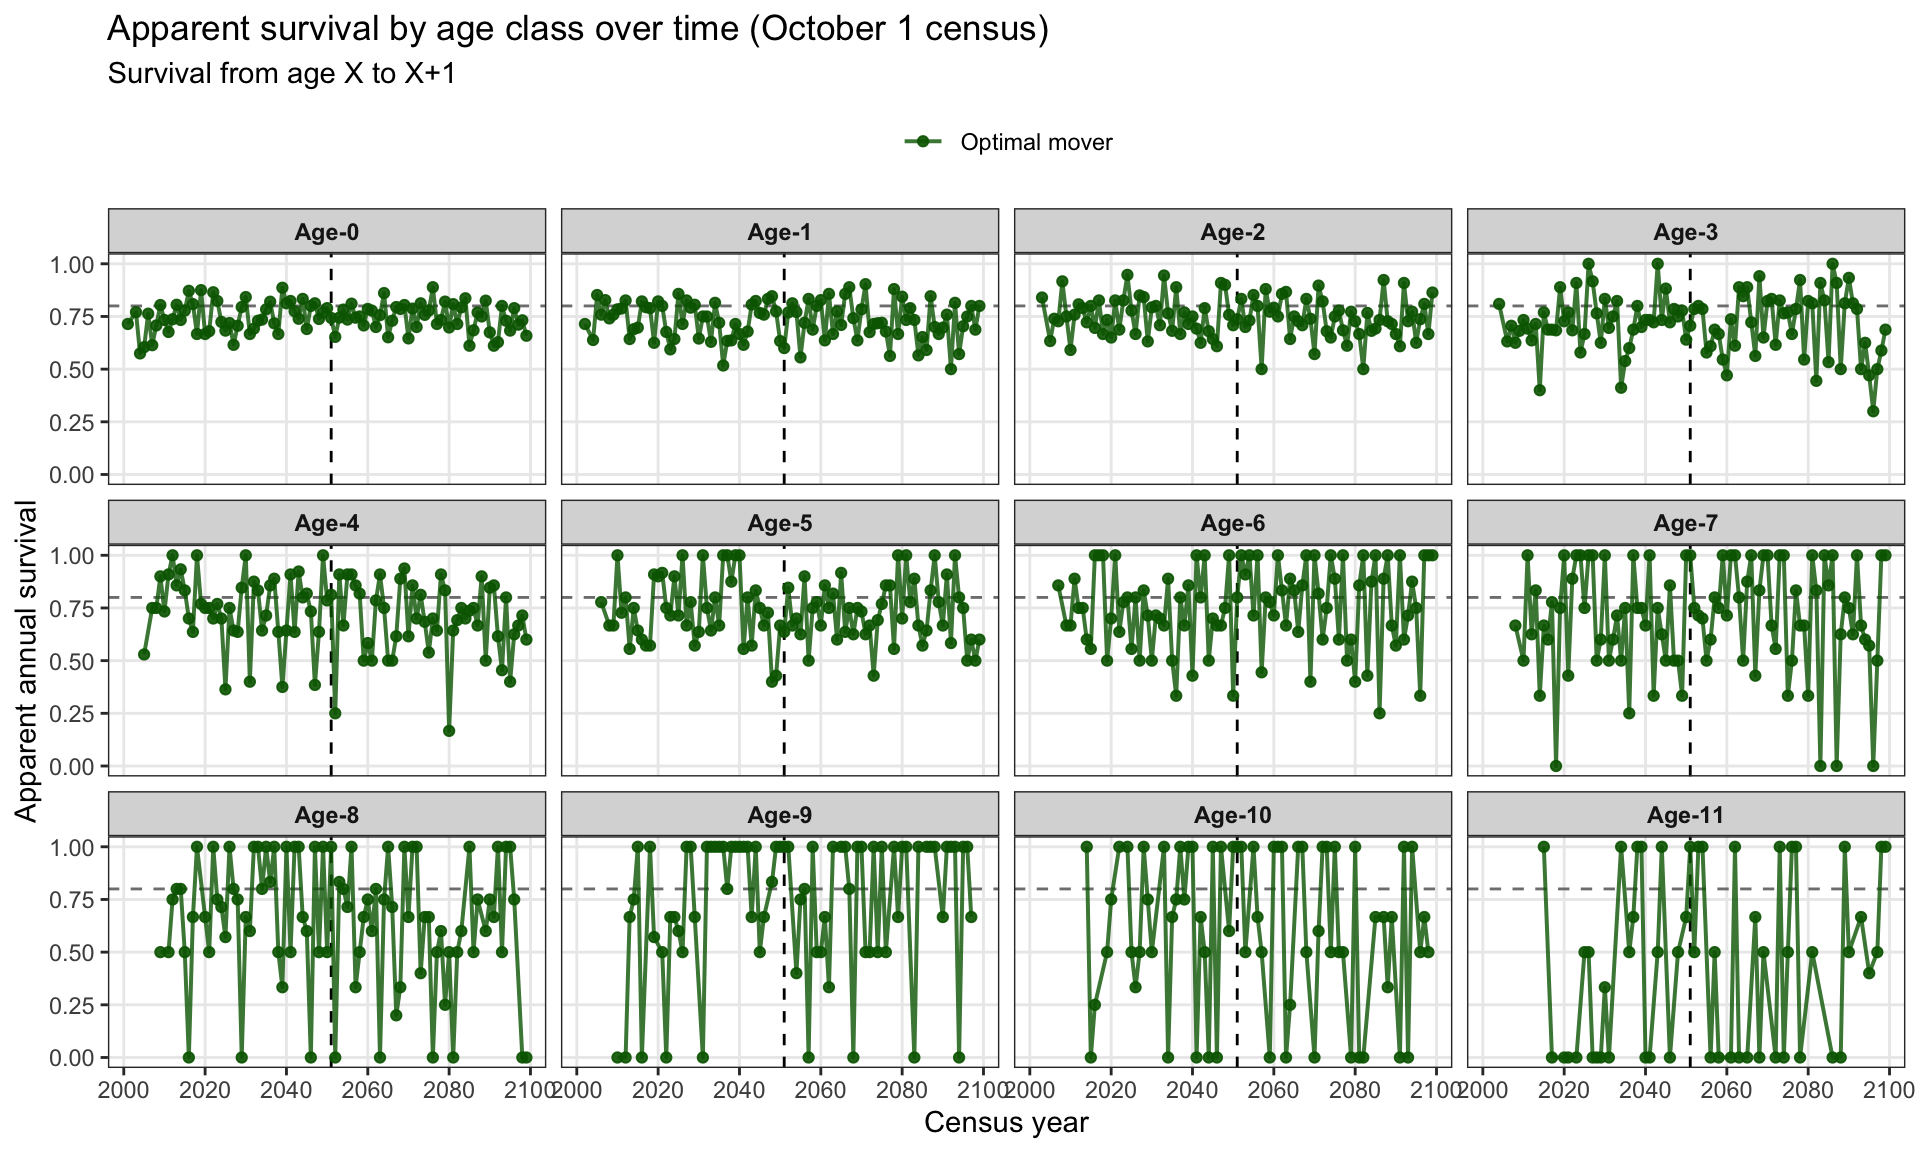 Apparent survival by age class over time (October 1 census)
Survival from age X to X+1
Optimal mover
Age-0
Age-1
Age-2
Age-3
1.00
0.75
0.50
0.25
0.00
Age-4
Age-5
Age-6
Age-7
1.00
0.75
0.50
0.25
0.00
Age-8
Age-9
Age-10
Age-11
1.00
0.75
0.50
0.25
0.00
Apparent annual survival
2000 2020 2040 2060 2080 2100
2000 2020 2040 2060 2080 2100
2000 2020 2040 2060 2080 2100
2000 2020 2040 2060 2080 2100
Census year